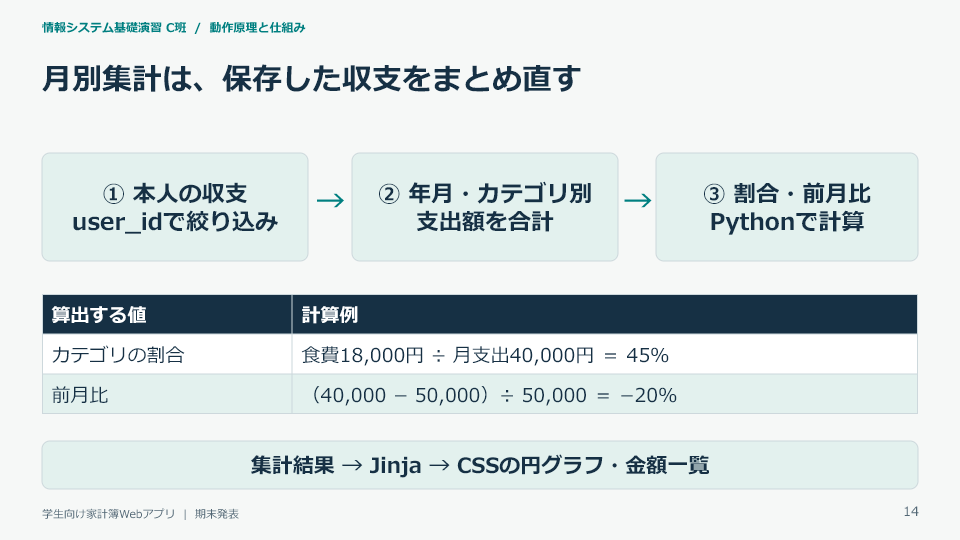 情報システム基礎演習 C班 / 動作原理と仕組み
月別集計は、保存した収支をまとめ直す
① 本人の収支
user_idで絞り込み
→
② 年月・カテゴリ別
支出額を合計
→
③ 割合・前月比
Pythonで計算
算出する値 計算例
カテゴリの割合 食費18,000円 ÷ 月支出40,000円 = 45%
前月比 （40,000 − 50,000）÷ 50,000 = −20%
集計結果 → Jinja → CSSの円グラフ・金額一覧
学生向け家計簿Webアプリ | 期末発表
14